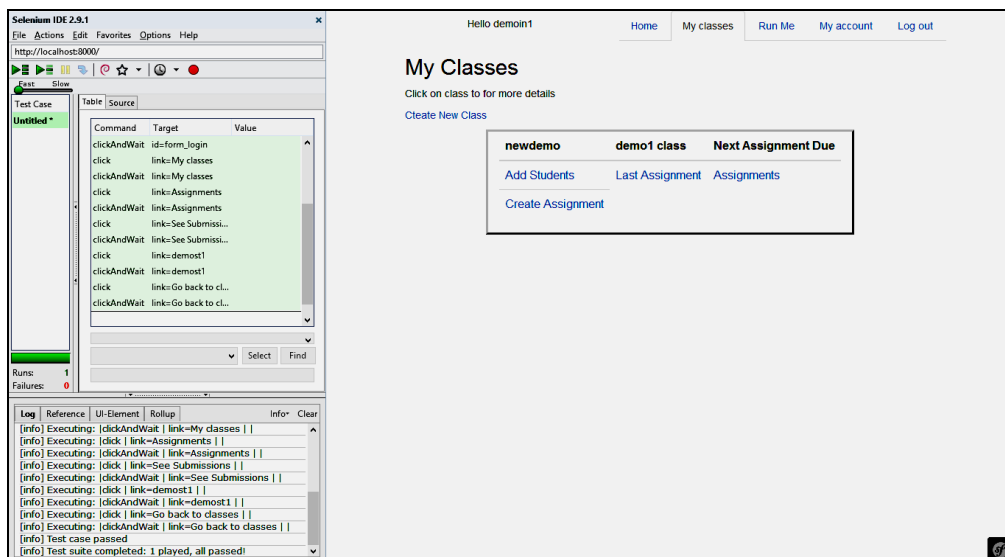 Selenium IDE 2.9.1
File Actions Edit Favorites Options Help
http://localhost:8000/
Fast Slow
Test Case
Untitled *
Table Source
Command Target Value
clickAndWait id=form_login
click link=My classes
clickAndWait link=My classes
click link=Assignments
clickAndWait link=Assignments
click link=See Submissi...
clickAndWait link=See Submissi...
click link=demost1
clickAndWait link=demost1
click link=Go back to cl...
clickAndWait link=Go back to cl...
Select Find
Runs: 1
Failures: 0
Log Reference UI-Element Rollup Info Clear
[info] Executing: |clickAndWait | link=My classes | |
[info] Executing: |click | link=Assignments | |
[info] Executing: |clickAndWait | link=Assignments | |
[info] Executing: |click | link=See Submissions | |
[info] Executing: |clickAndWait | link=See Submissions | |
[info] Executing: |click | link=demost1 | |
[info] Executing: |clickAndWait | link=demost1 | |
[info] Executing: |click | link=Go back to classes | |
[info] Executing: |clickAndWait | link=Go back to classes | |
[info] Test case passed
[info] Test suite completed: 1 played, all passed!
Hello demoin1
Home My classes Run Me My account Log out
My Classes
Click on class to for more details
Create New Class
newdemo demo1 class Next Assignment Due
Add Students Last Assignment Assignments
Create Assignment